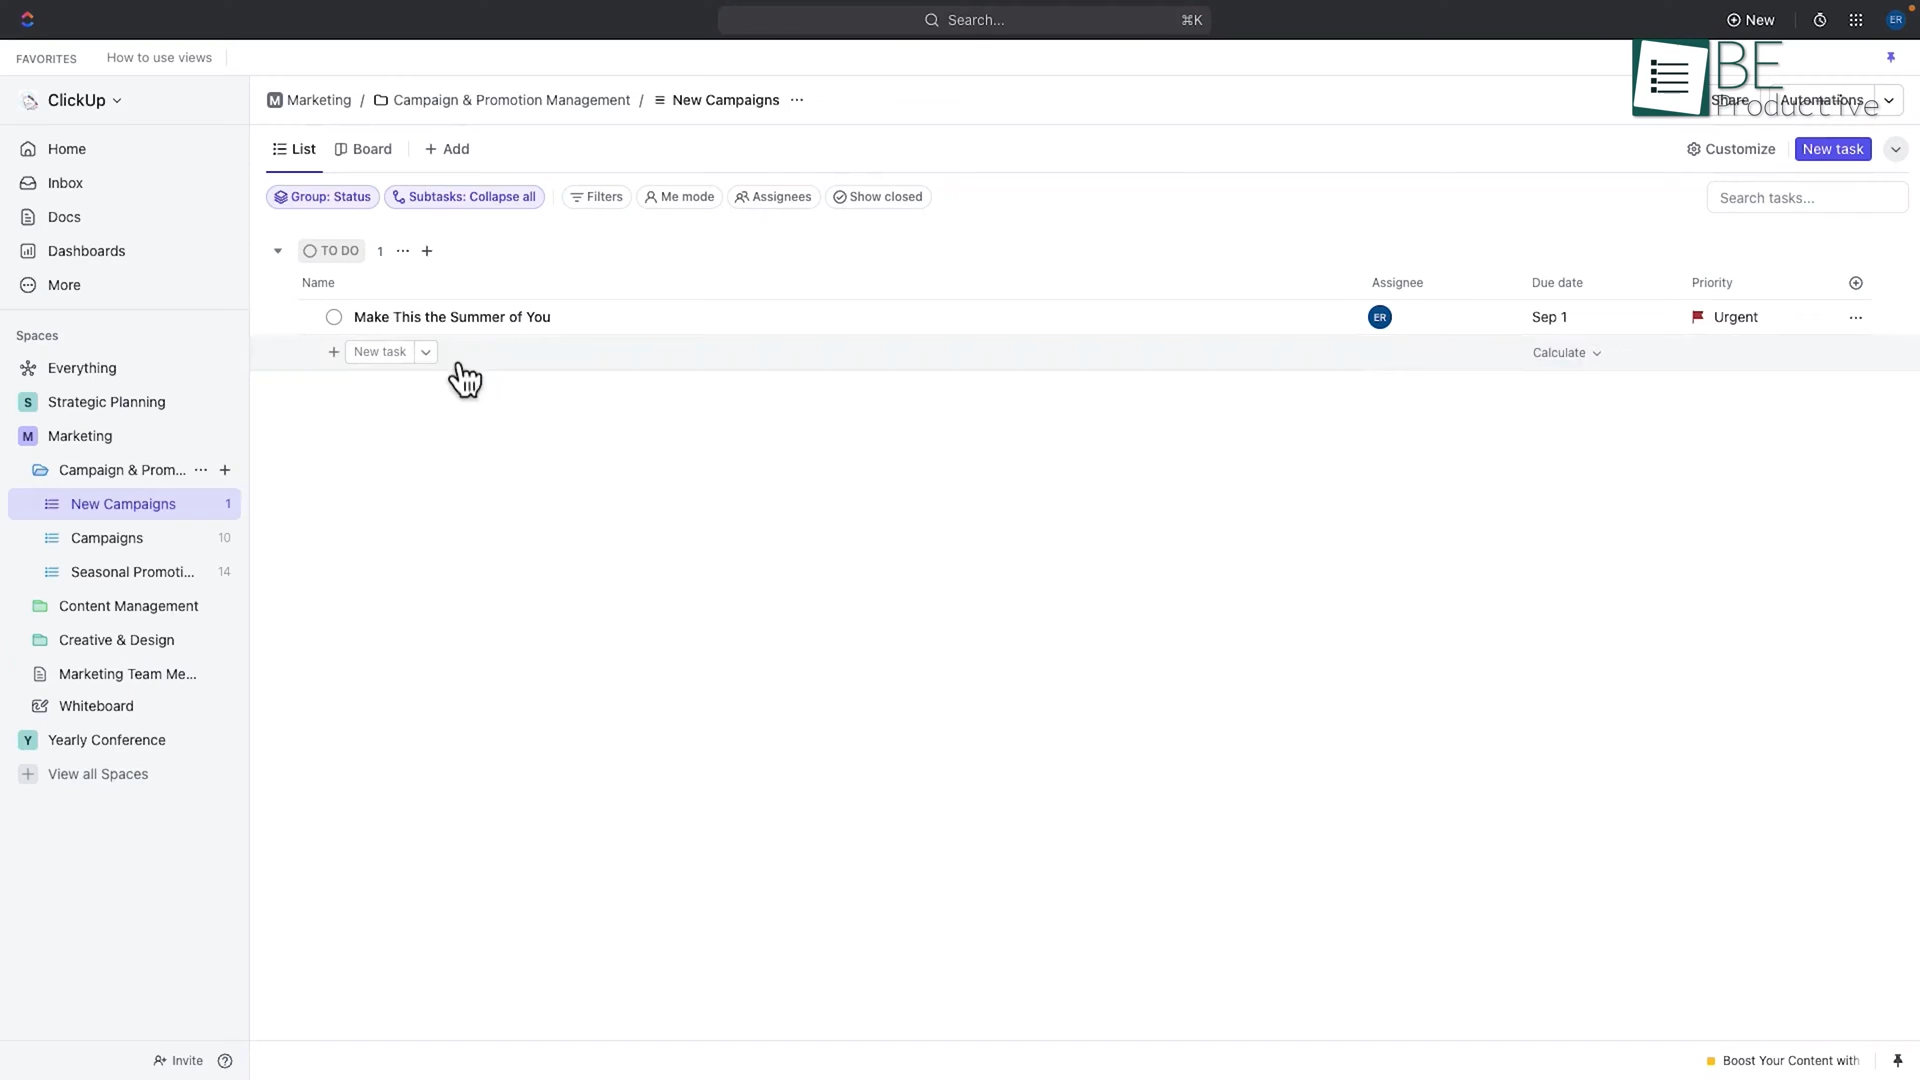 Search... ⌘K
New
ER
FAVORITES How to use views
BE
Productive
ClickUp
Marketing / Campaign & Promotion Management / New Campaigns
Share
Automations
Home
Inbox
Docs
Dashboards
More
Spaces
Everything
S Strategic Planning
M Marketing
Campaign & Prom...
New Campaigns 1
Campaigns 10
Seasonal Promoti... 14
Content Management
Creative & Design
Marketing Team Me...
Whiteboard
Y Yearly Conference
View all Spaces
Invite
List Board Add
Customize New task
Group: Status Subtasks: Collapse all Filters Me mode Assignees Show closed
Search tasks...
TO DO 1
Name Assignee Due date Priority
Make This the Summer of You ER Sep 1 Urgent
New task Calculate
Boost Your Content with